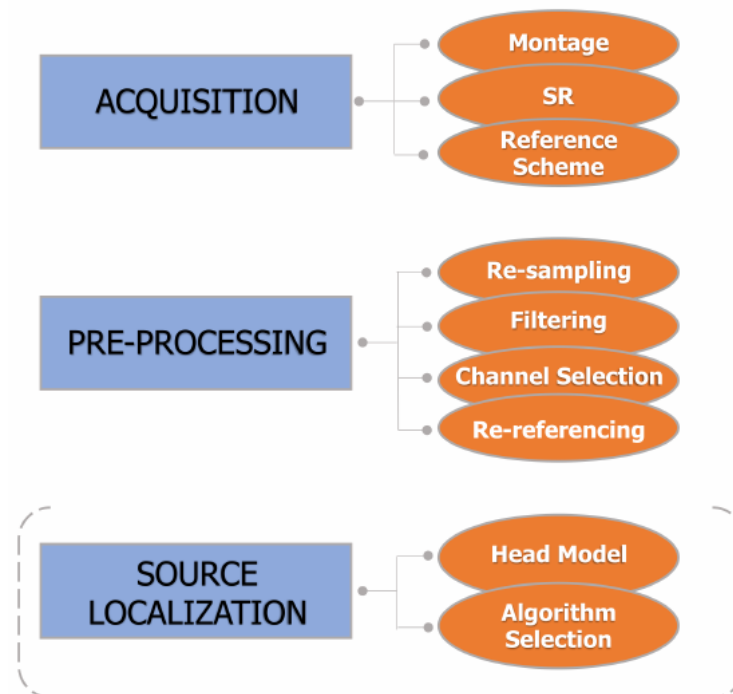 ACQUISITION
Montage
SR
Reference
Scheme
PRE-PROCESSING
Re-sampling
Filtering
Channel Selection
Re-referencing
SOURCE
LOCALIZATION
Head Model
Algorithm
Selection